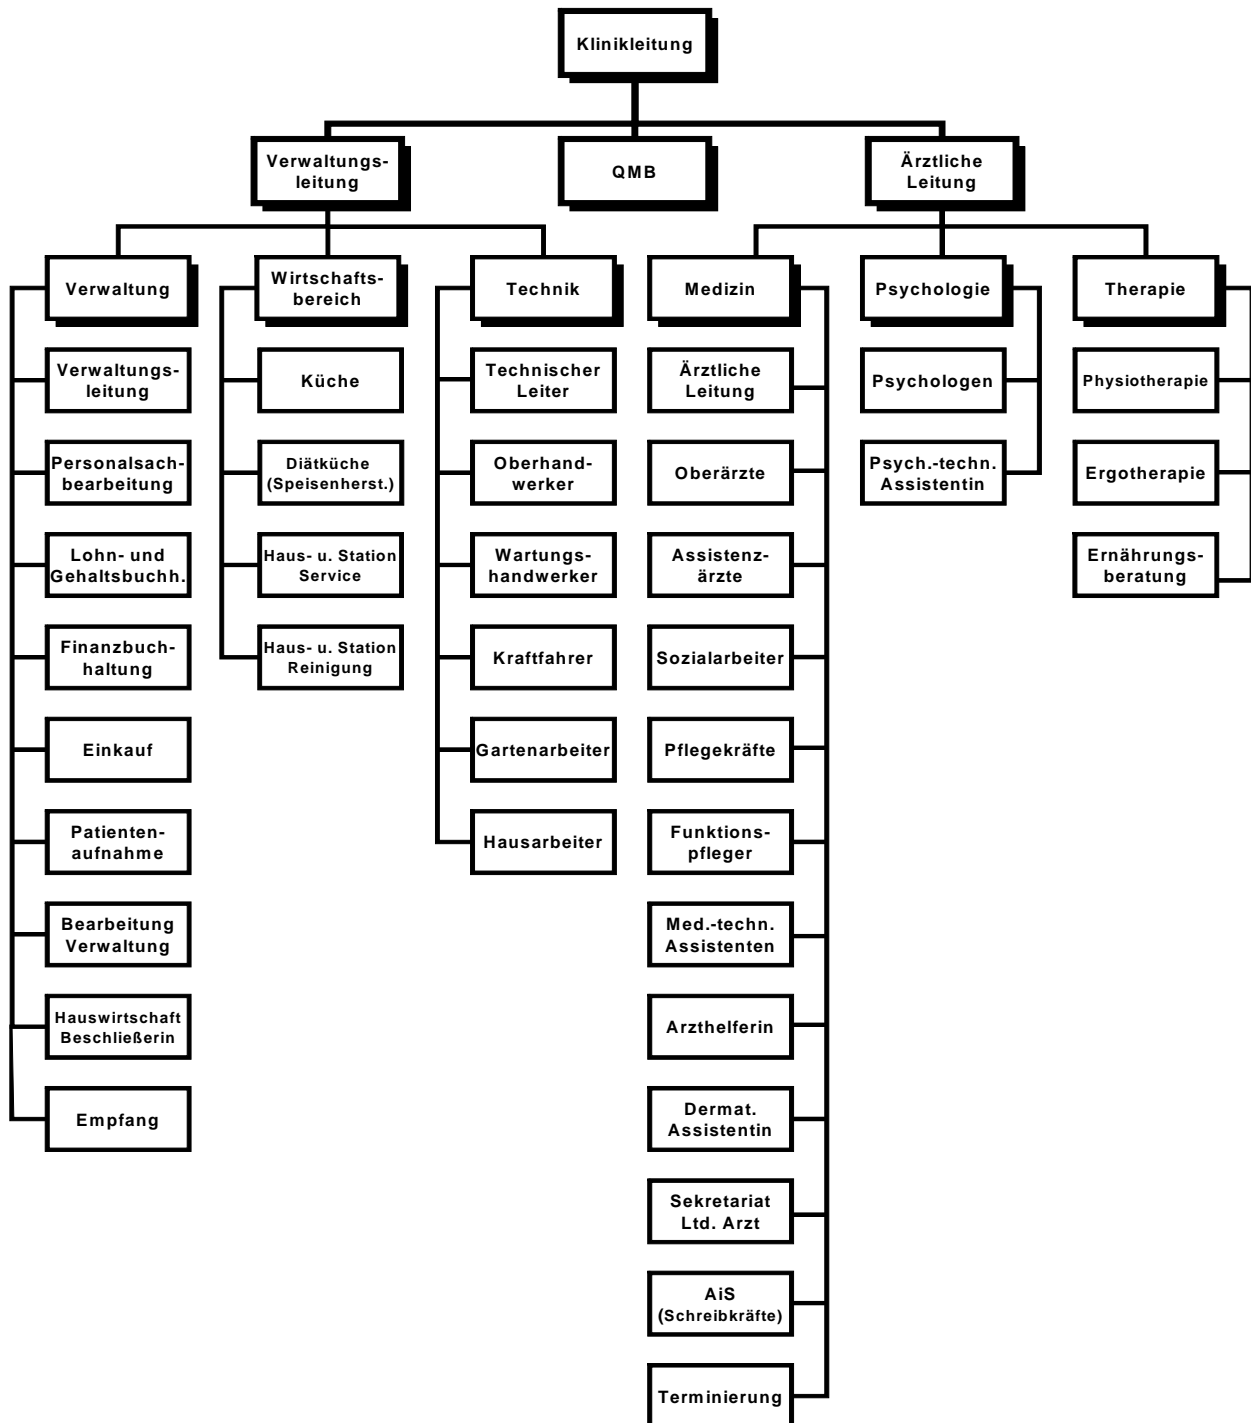 Klinikleitung
Verwaltungs-
leitung
QMB
Ärztliche
Leitung
Verwaltung
Wirtschafts-
bereich
Technik
Medizin
Psychologie
Therapie
Verwaltungs-
leitung
Küche
Technischer
Leiter
Ärztliche
Leitung
Psychologen
Physiotherapie
Personalsach-
bearbeitung
Diätküche
(Speisenherst.)
Oberhand-
werker
Oberärzte
Psych.-techn.
Assistentin
Ergotherapie
Lohn- und
Gehaltsbuchh.
Haus- u. Station
Service
Wartungs-
handwerker
Assistenz-
ärzte
Ernährungs-
beratung
Finanzbuch-
haltung
Haus- u. Station
Reinigung
Kraftfahrer
Sozialarbeiter
Einkauf
Gartenarbeiter
Pflegekräfte
Patienten-
aufnahme
Hausarbeiter
Funktions-
pfleger
Bearbeitung
Verwaltung
Med.-techn.
Assistenten
Hauswirtschaft
Beschließerin
Arzthelferin
Empfang
Dermat.
Assistentin
Sekretariat
Ltd. Arzt
AiS
(Schreibkräfte)
Terminierung